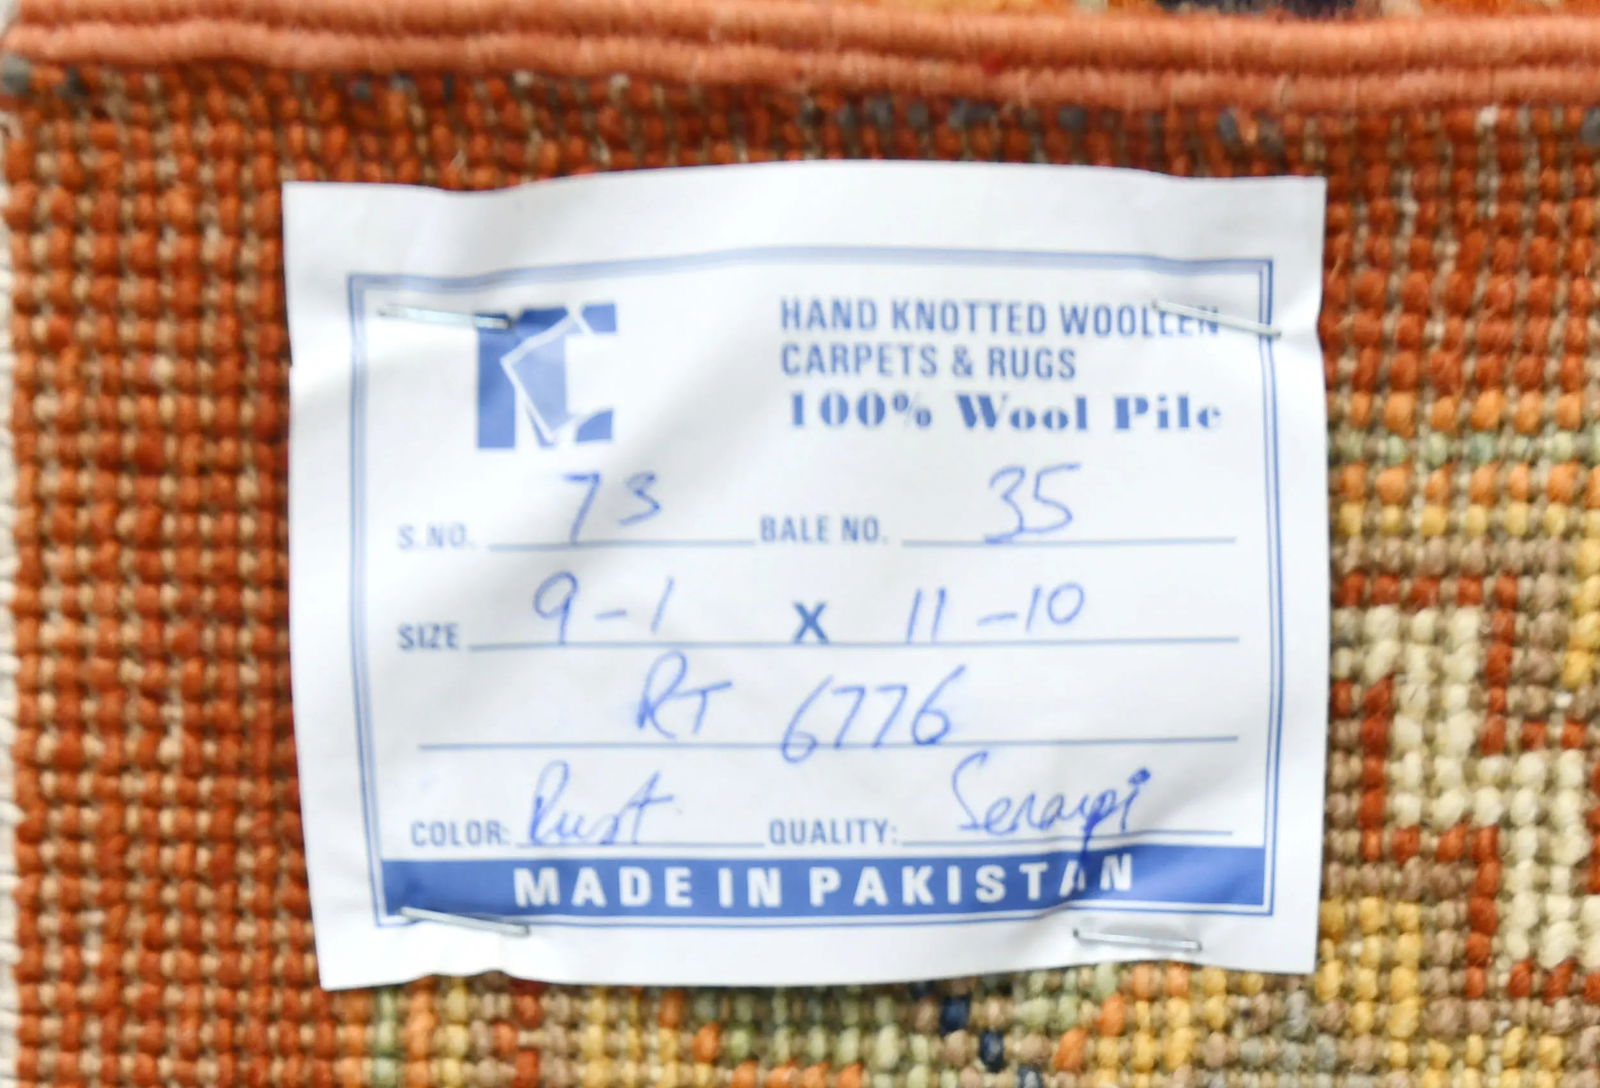 KC
HAND KNOTTED WOOLLEN
CARPETS & RUGS
100% Wool Pile
S.NO. 73 BALE NO. 35
SIZE 9-1 X 11-10
RT 6776
COLOR: Rust QUALITY: Serapi
MADE IN PAKISTAN